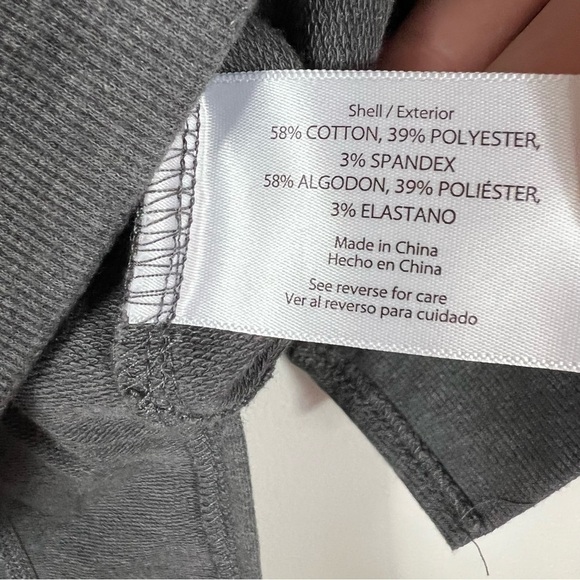 Shell / Exterior
58% COTTON, 39% POLYESTER,
3% SPANDEX
58% ALGODON, 39% POLIÉSTER,
3% ELASTANO
Made in China
Hecho en China
See reverse for care
Ver al reverso para cuidado